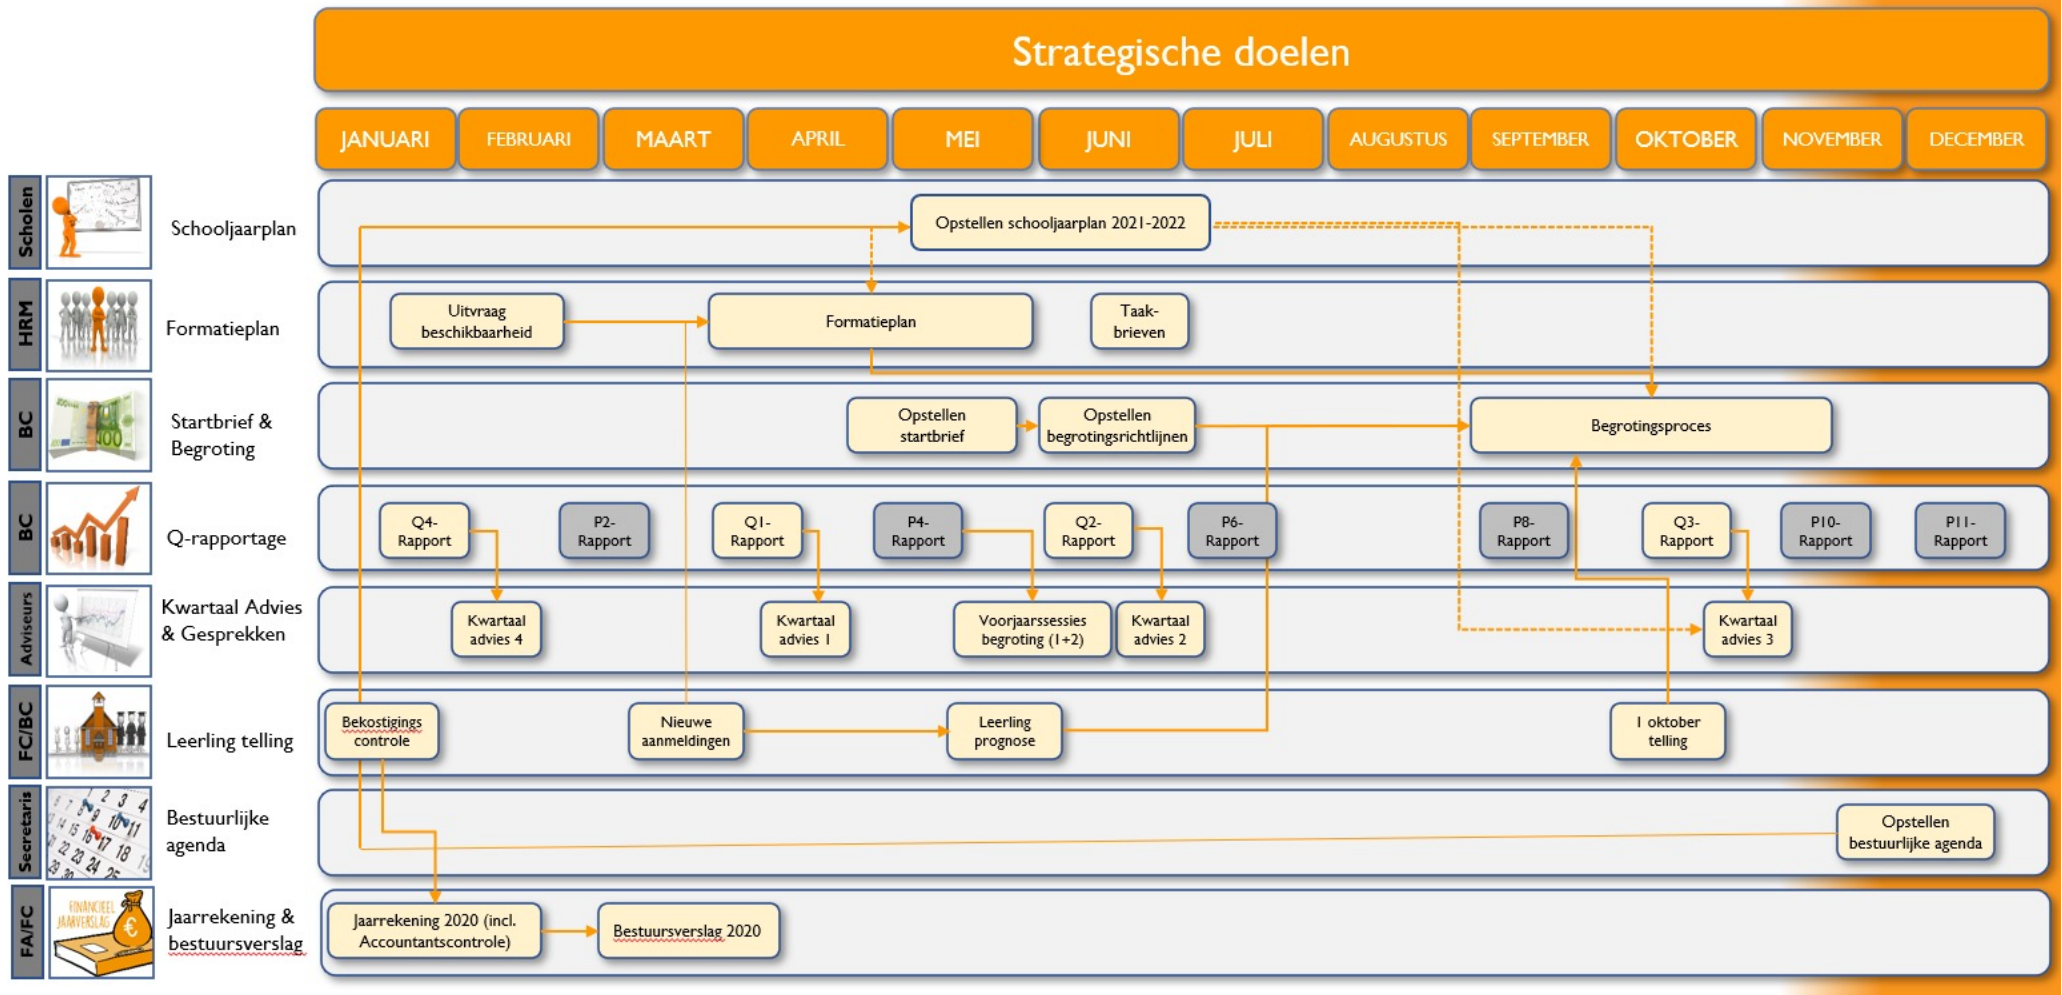 Strategische doelen
JANUARI
FEBRUARI
MAART
APRIL
MEI
JUNI
JULI
AUGUSTUS
SEPTEMBER
OKTOBER
NOVEMBER
DECEMBER
Scholen
Schooljaarplan
Opstellen schooljaarplan 2021-2022
HRM
Formatieplan
Uitvraag
beschikbaarheid
Formatieplan
Taak-
brieven
BC
Startbrief &
Begroting
Opstellen
startbrief
Opstellen
begrotingsrichtlijnen
Begrotingsproces
BC
Q-rapportage
Q4-
Rapport
P2-
Rapport
Q1-
Rapport
P4-
Rapport
Q2-
Rapport
P6-
Rapport
P8-
Rapport
Q3-
Rapport
P10-
Rapport
P11-
Rapport
Adviseurs
Kwartaal Advies
& Gesprekken
Kwartaal
advies 4
Kwartaal
advies 1
Voorjaarssessies
begroting (1+2)
Kwartaal
advies 2
Kwartaal
advies 3
FC/BC
Leerling telling
Bekostigings
controle
Nieuwe
aanmeldingen
Leerling
prognose
1 oktober
telling
Secretaris
Bestuurlijke
agenda
Opstellen
bestuurlijke agenda
FA/FC
FINANCIEEL
JAARVERSLAG
Jaarrekening &
bestuursverslag
Jaarrekening 2020 (incl.
Accountantscontrole)
Bestuursverslag 2020